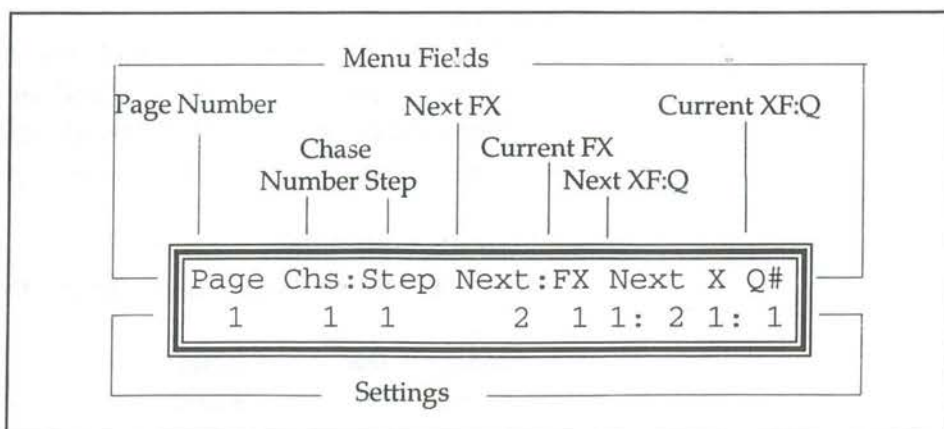 Menu Fields
Page Number Next FX Current XF:Q
Chase Current FX
Number Step Next XF:Q
Page Chs:Step Next:FX Next X Q#
1 1 1 2 1 1: 2 1: 1
Settings